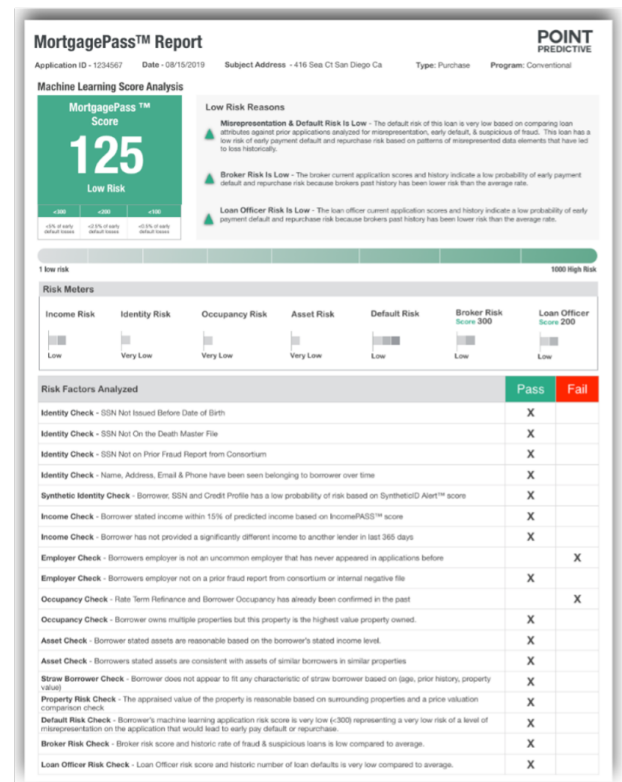 MortgagePass™ Report
POINT
PREDICTIVE
Application ID - 1234567 Date - 08/15/2019 Subject Address - 416 Sea Ct San Diego Ca Type: Purchase Program: Conventional
Machine Learning Score Analysis
MortgagePass ™
Score
125
Low Risk
<300 <200 <100
<5% of early default losses <2.5% of early default losses <0.5% of early default losses
Low Risk Reasons
Misrepresentation & Default Risk Is Low - The default risk of this loan is very low based on comparing loan
attributes against prior applications analyzed for misrepresentation, early default, & suspicious of fraud. This loan has a
low risk of early payment default and repurchase risk based on patterns of misrepresented data elements that have led
to loss historically.
Broker Risk Is Low - The broker current application scores and history indicate a low probability of early payment
default and repurchase risk because brokers past history has been lower risk than the average rate.
Loan Officer Risk Is Low - The loan officer current application scores and history indicate a low probability of early
payment default and repurchase risk because brokers past history has been lower risk than the average rate.
1 low risk 1000 High Risk
Risk Meters
Income Risk Identity Risk Occupancy Risk Asset Risk Default Risk Broker Risk Loan Officer
Score 300 Score 200
Low Very Low Very Low Very Low Low Low Low
Risk Factors Analyzed Pass Fail
Identity Check - SSN Not Issued Before Date of Birth X
Identity Check - SSN Not On the Death Master File X
Identity Check - SSN Not on Prior Fraud Report from Consortium X
Identity Check - Name, Address, Email & Phone have been seen belonging to borrower over time X
Synthetic Identity Check - Borrower, SSN and Credit Profile has a low probability of risk based on SyntheticID Alert™ score X
Income Check - Borrower stated income within 15% of predicted income based on IncomePASS™ score X
Income Check - Borrower has not provided a significantly different income to another lender in last 365 days X
Employer Check - Borrowers employer is not an uncommon employer that has never appeared in applications before X
Employer Check - Borrowers employer not on a prior fraud report from consortium or internal negative file X
Occupancy Check - Rate Term Refinance and Borrower Occupancy has already been confirmed in the past X
Occupancy Check - Borrower owns multiple properties but this property is the highest value property owned. X
Asset Check - Borrower stated assets are reasonable based on the borrower's stated income level. X
Asset Check - Borrowers stated assets are consistent with assets of similar borrowers in similar properties X
Straw Borrower Check - Borrower does not appear to fit any characteristic of straw borrower based on (age, prior history, property
value) X
Property Risk Check - The appraised value of the property is reasonable based on surrounding properties and a price valuation
comparison check X
Default Risk Check - Borrower's machine learning application risk score is very low (<300) representing a very low risk of a level of
misrepresentation on the application that would lead to early pay default or repurchase. X
Broker Risk Check - Broker risk score and historic rate of fraud & suspicious loans is low compared to average. X
Loan Officer Risk Check - Loan Officer risk score and historic number of loan defaults is very low compared to average. X